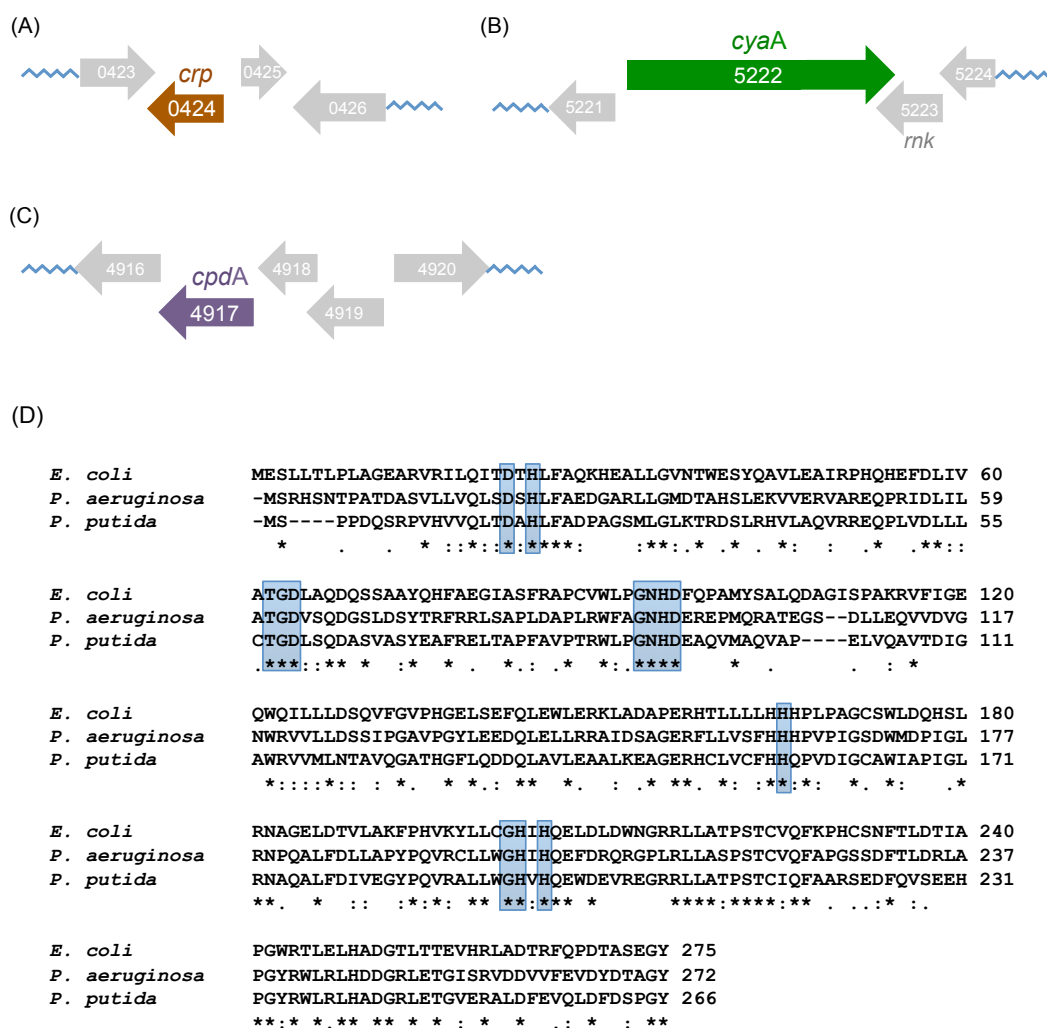 (A)
0423
crp
0424
0425
0426
(B)
cyaA
5222
5221
5223
rnk
5224
(C)
4916
cpdA
4917
4918
4919
4920
(D)
E. coli MESLLTLPLAGEARVRILQITDTHLFAQKHEALLGVNTWESYQAVLEAIRPHQHEFDLIV 60
P. aeruginosa -MSRHSNTPATDASVLLVQLSDSHLFAEDGARLLGMDTAHSLEKVVERVAREQPRIDLIL 59
P. putida -MS----PPDQSRPVHVVQLTDAHLFADPAGSMLGLKTRDSLRHVLAQVRREQPLVDLLL 55
* . . * ::*::*:**** :**.* * *: : * **::
E. coli ATGDLAQDQSSAAYQHFAEGIASFRAPCVWLPGNHDFQPAMYSALQDAGISPAKRVFIGE 120
P. aeruginosa ATGDVSQDGSLDSYTRFRRLSAPLDAPLRWFAGNHDEREPMQRATEGS--DLLEQVVDVG 117
P. putida CTGDLSQDASVASYEAFRELTAPFAVPTRWLPGNHDEAQVMAQVAP----ELVQAVTDIG 111
.***::** * :* * . *.: .* *: **** * . : *
E. coli QWQILLLDSQVFGVPHGELSEFQLEWLERKLADAPERHTLLLLHHHPLPAGCSWLDQHSL 180
P. aeruginosa NWRVVLLDSSIPGAVPGYLEEDQLELLRRAIDSAGERFLLVSFHHHPVPIGSDWMDPIGL 177
P. putida AWRVVMLNTAVQGATHGFLQDDQLAVLEAALKEAGERHCLVCFHHQPVDIGCAWIAPIGL 171
*::::*:: : *. * *.: ** *. : .* **. *: :**:*: *. *: .*
E. coli RNAGELDTVLAKFPHVKYLLCGHIHQELDLDWNGRRLLATPSTCVQFKPHCSNFTLDTIA 240
P. aeruginosa RNPQALFDLLAPYPQVRCLLWGHIHQEFDRQRGPLRLLASPSTCVQFAPGSSDFTLDRLA 237
P. putida RNAQALFDIVEGYPQVRALLWGHVHQEWDEVREGRRLLATPSTCIQFAARSEDFQVSEEH 231
**. * :: :*:*: ** **:*** * ****:****:** . ..:* :.
E. coli PGWRTLELHADGTLTTEVHRLADTRFQPDTASEGY 275
P. aeruginosa PGYRWLRLHDDGRLETGISRVDDVVFEVDYDTAGY 272
P. putida PGYRWLRLHADGRLETGVERALDFEVQLDFDSPGY 266
**:* *.** ** * * : * * .: * : **